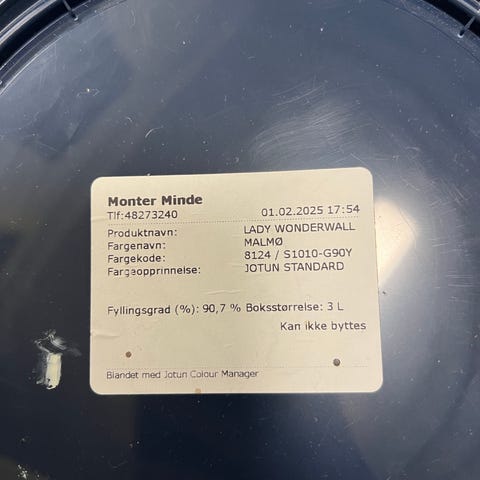 Monter Minde
Tlf:48273240 01.02.2025 17:54
Produktnavn: LADY WONDERWALL
Fargenavn: MALMØ
Fargekode: 8124 / S1010-G90Y
Fargeopprinnelse: JOTUN STANDARD
Fyllingsgrad (%): 90,7 % Boksstørrelse: 3 L
Kan ikke byttes
Blandet med Jotun Colour Manager